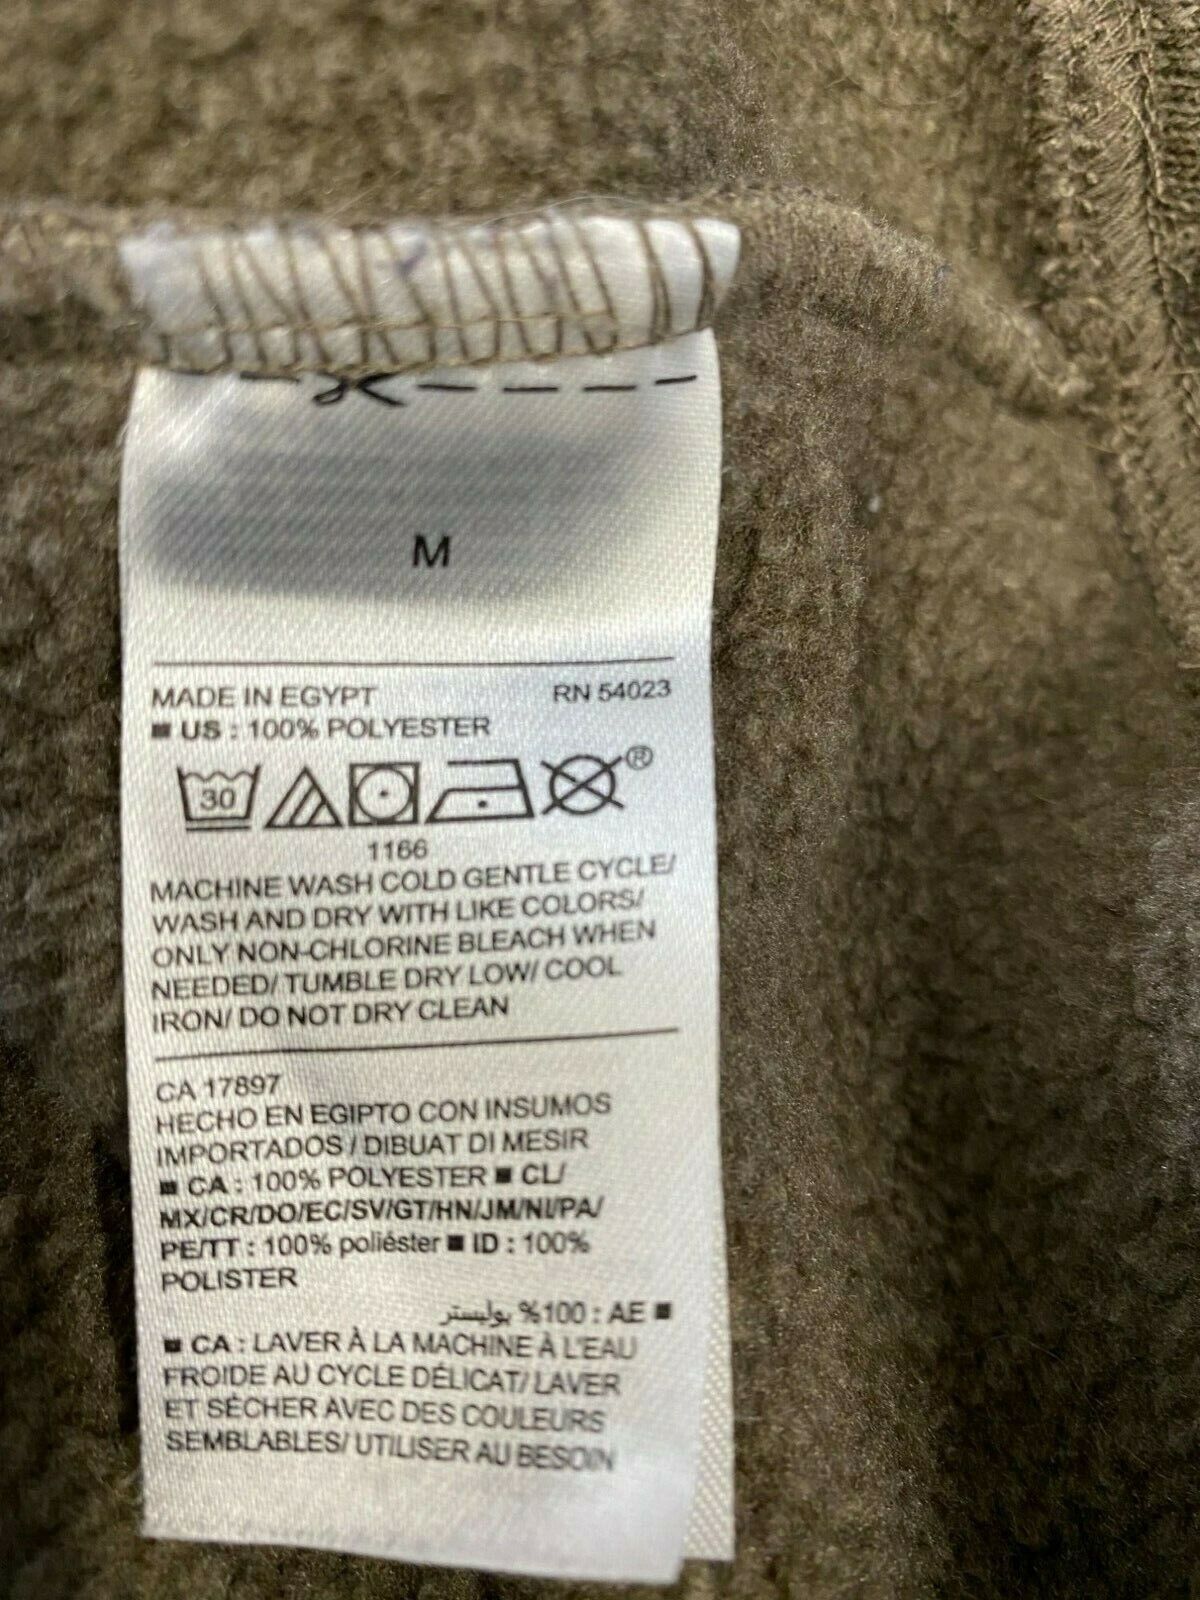 M
MADE IN EGYPT RN 54023
■ US : 100% POLYESTER
30 ®
1166
MACHINE WASH COLD GENTLE CYCLE/
WASH AND DRY WITH LIKE COLORS/
ONLY NON-CHLORINE BLEACH WHEN
NEEDED/ TUMBLE DRY LOW/ COOL
IRON/ DO NOT DRY CLEAN
CA 17897
HECHO EN EGIPTO CON INSUMOS
IMPORTADOS / DIBUAT DI MESIR
■ CA : 100% POLYESTER ■ CL/
MX/CR/DO/EC/SV/GT/HN/JM/NI/PA/
PE/TT : 100% poliéster ■ ID : 100%
POLISTER
■ AE : 100% بوليستر
■ CA : LAVER À LA MACHINE À L'EAU
FROIDE AU CYCLE DÉLICAT/ LAVER
ET SÉCHER AVEC DES COULEURS
SEMBLABLES/ UTILISER AU BESOIN